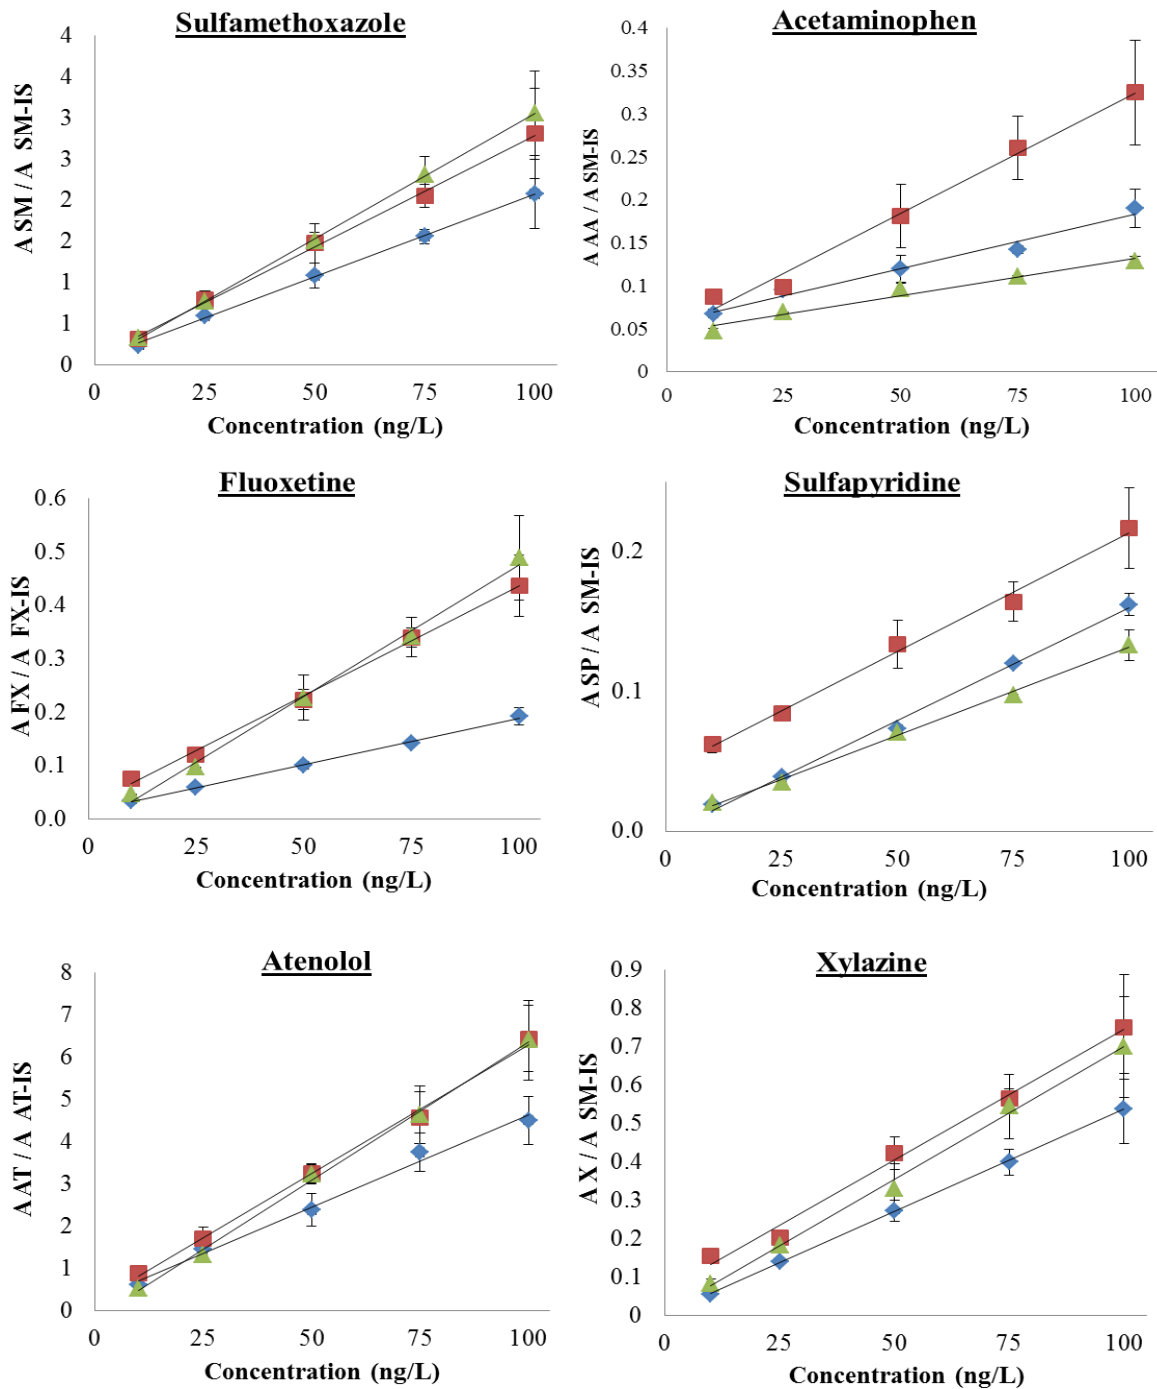 Sulfamethoxazole
4
4
3
3
2
2
1
1
0
A SM / A SM-IS
0 25 50 75 100
Concentration (ng/L)
Acetaminophen
0.4
0.35
0.3
0.25
0.2
0.15
0.1
0.05
0
A AA / A SM-IS
0 25 50 75 100
Concentration (ng/L)
Fluoxetine
0.6
0.5
0.4
0.3
0.2
0.1
0.0
A FX / A FX-IS
0 25 50 75 100
Concentration (ng/L)
Sulfapyridine
0.2
0.1
0.0
A SP / A SM-IS
0 25 50 75 100
Concentration (ng/L)
Atenolol
8
7
6
5
4
3
2
1
0
A AT / A AT-IS
0 25 50 75 100
Concentration (ng/L)
Xylazine
0.9
0.8
0.7
0.6
0.5
0.4
0.3
0.2
0.1
0
A X / A SM-IS
0 25 50 75 100
Concentration (ng/L)